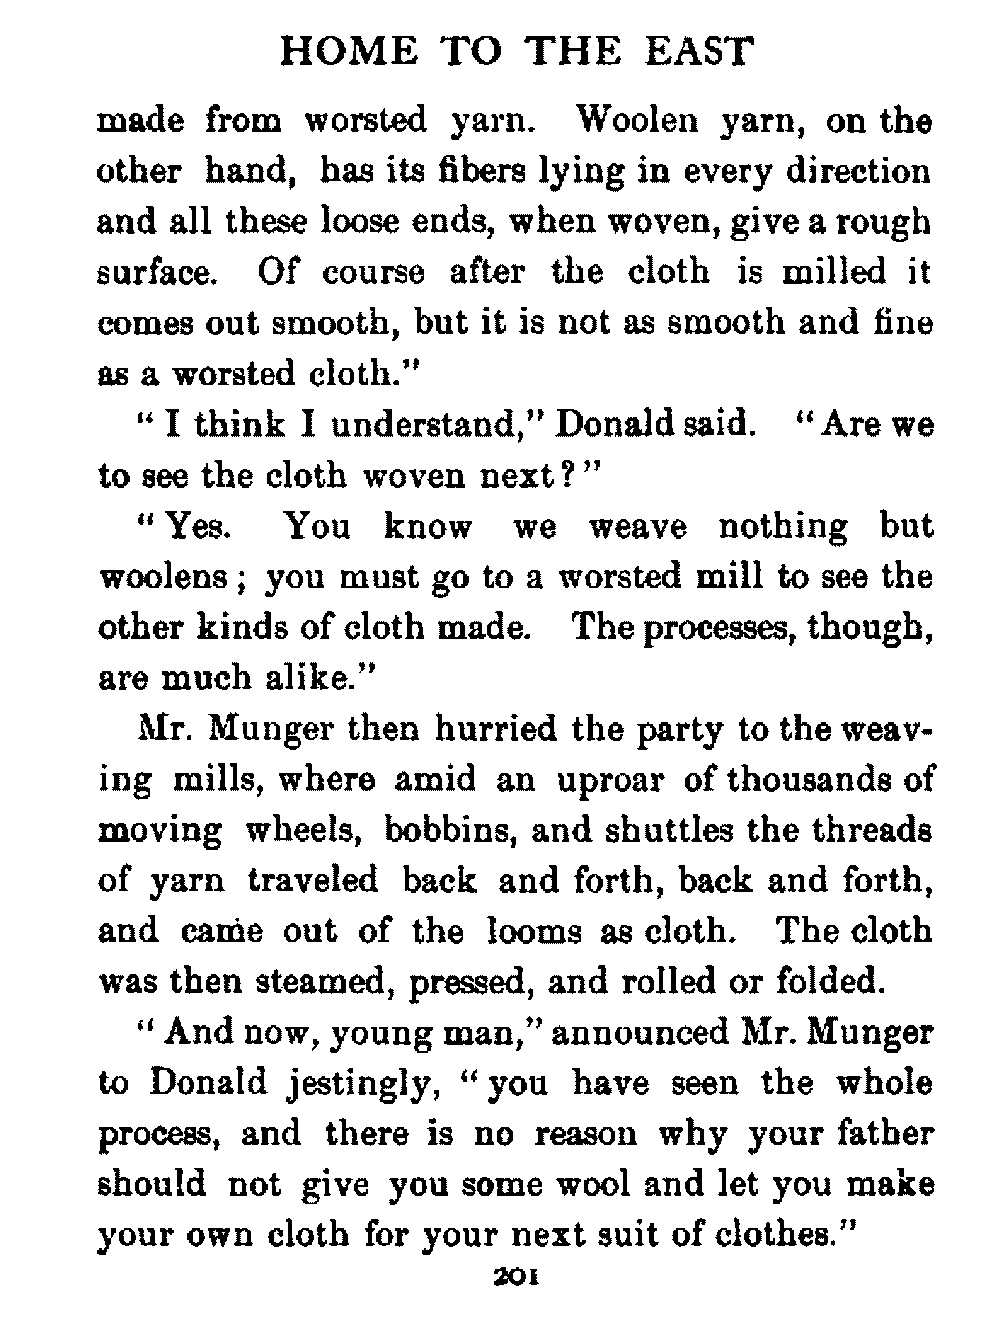 HOME TO THE EAST
made from worsted yarn. Woolen yarn, on the
other hand, has its fibers lying in every direction
and all these loose ends, when woven, give a rough
surface. Of course after the cloth is milled it
comes out smooth, but it is not as smooth and fine
as a worsted cloth."
" I think I understand," Donald said. " Are we
to see the cloth woven next ? "
" Yes. You know we weave nothing but
woolens ; you must go to a worsted mill to see the
other kinds of cloth made. The processes, though,
are much alike."
Mr. Munger then hurried the party to the weav-
ing mills, where amid an uproar of thousands of
moving wheels, bobbins, and shuttles the threads
of yarn traveled back and forth, back and forth,
and came out of the looms as cloth. The cloth
was then steamed, pressed, and rolled or folded.
" And now, young man," announced Mr. Munger
to Donald jestingly, " you have seen the whole
process, and there is no reason why your father
should not give you some wool and let you make
your own cloth for your next suit of clothes."
201